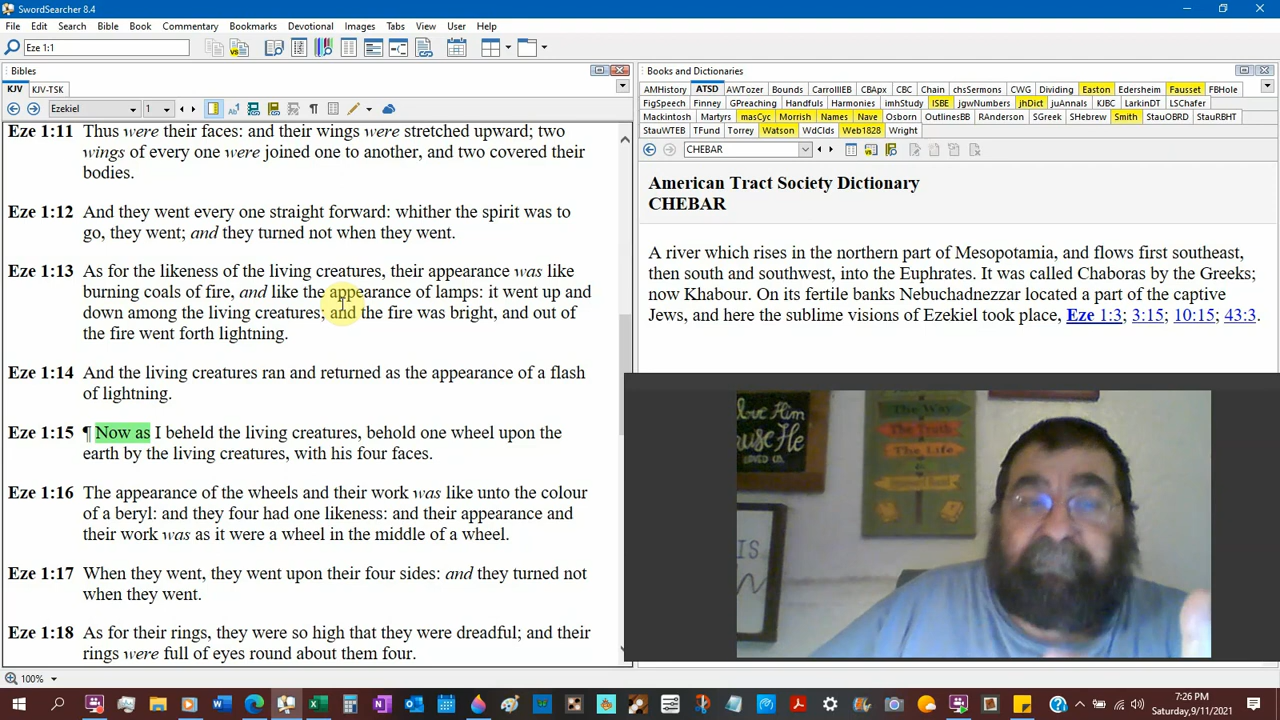 SwordSearcher 8.4
File Edit Search Bible Book Commentary Bookmarks Devotional Images Tabs View User Help
Eze 1:1
Bibles
KJV KJV-TSK
Ezekiel 1
Eze 1:11 Thus were their faces: and their wings were stretched upward; two
wings of every one were joined one to another, and two covered their
bodies.
Eze 1:12 And they went every one straight forward: whither the spirit was to
go, they went; and they turned not when they went.
Eze 1:13 As for the likeness of the living creatures, their appearance was like
burning coals of fire, and like the appearance of lamps: it went up and
down among the living creatures; and the fire was bright, and out of
the fire went forth lightning.
Eze 1:14 And the living creatures ran and returned as the appearance of a flash
of lightning.
Eze 1:15 ¶ Now as I beheld the living creatures, behold one wheel upon the
earth by the living creatures, with his four faces.
Eze 1:16 The appearance of the wheels and their work was like unto the colour
of a beryl: and they four had one likeness: and their appearance and
their work was as it were a wheel in the middle of a wheel.
Eze 1:17 When they went, they went upon their four sides: and they turned not
when they went.
Eze 1:18 As for their rings, they were so high that they were dreadful; and their
rings were full of eyes round about them four.
100%
Books and Dictionaries
AMHistory ATSD AWTozer Bounds CarrollIEB CBApx CBC Chain chsSermons CWG Dividing Easton Edersheim Fausset FBHole
FigSpeech Finney GPreaching Handfuls Harmonies imhStudy ISBE jgwNumbers jhDict juAnnals KJBC LarkinDT LSChafer
Mackintosh Martyrs masCyc Morrish Names Nave Osborn OutlinesBB RAnderson SGreek SHebrew Smith StauOBRD StauRBHT
StauWTEB TFund Torrey Watson WdClds Web1828 Wright
CHEBAR
American Tract Society Dictionary
CHEBAR
A river which rises in the northern part of Mesopotamia, and flows first southeast,
then south and southwest, into the Euphrates. It was called Chaboras by the Greeks;
now Khabour. On its fertile banks Nebuchadnezzar located a part of the captive
Jews, and here the sublime visions of Ezekiel took place, Eze 1:3; 3:15; 10:15; 43:3.
The Way
The Truth
The Life
7:26 PM
Saturday,9/11/2021